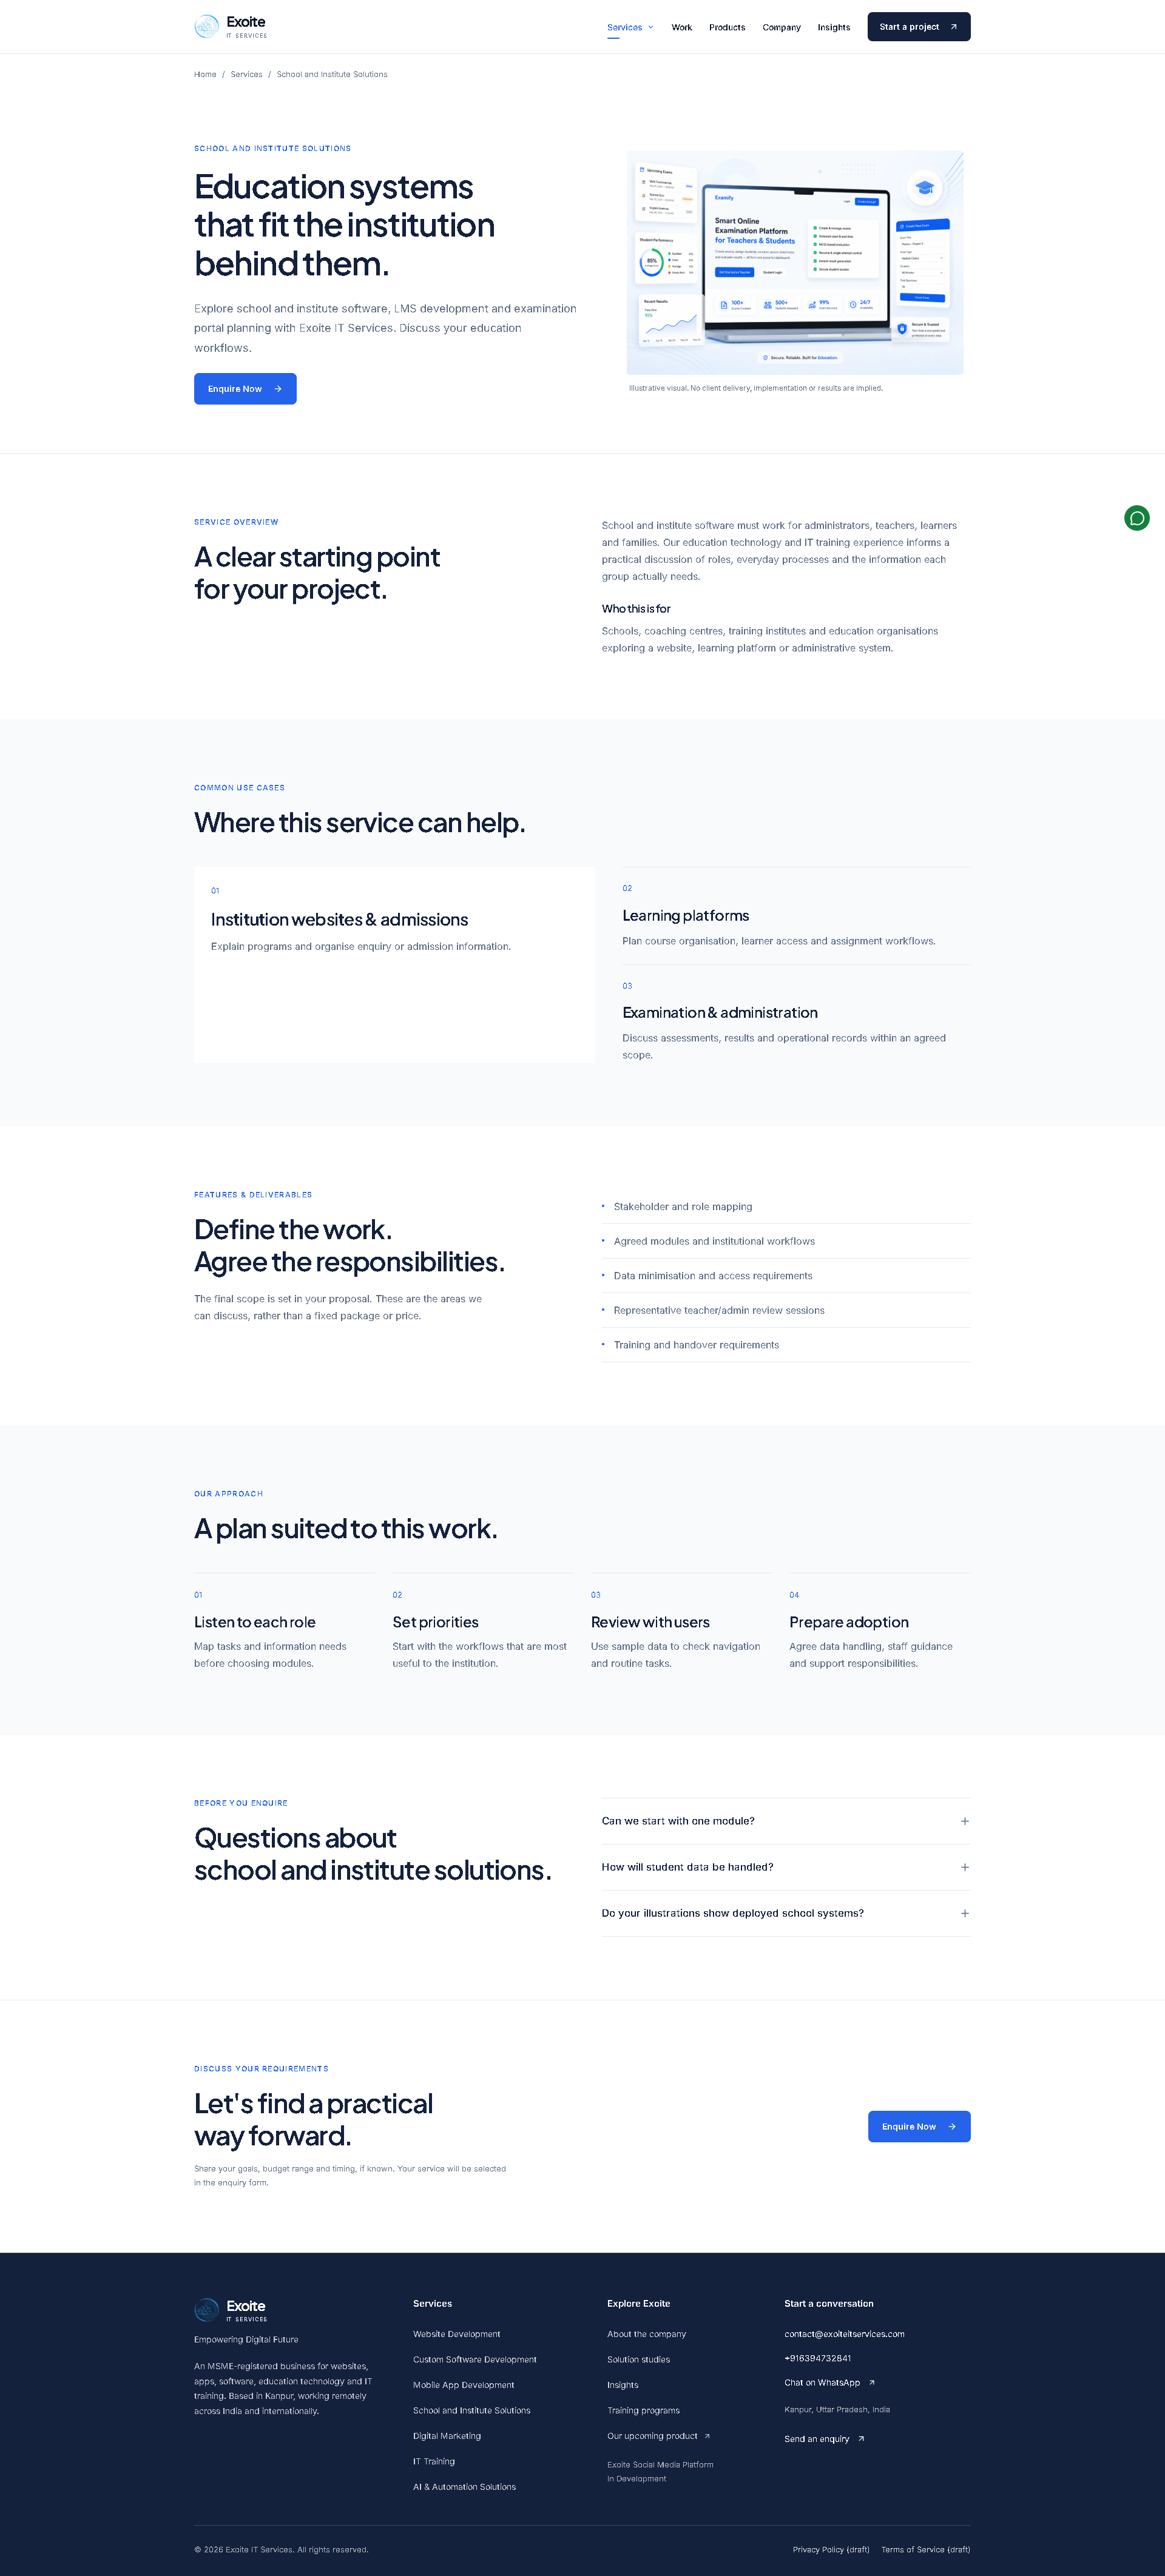 Exoite
IT SERVICES
Services
Work
Products
Company
Insights
Start a project
Home / Services / School and Institute Solutions
SCHOOL AND INSTITUTE SOLUTIONS
Education systems
that fit the institution
behind them.
Explore school and institute software, LMS development and examination
portal planning with Exoite IT Services. Discuss your education
workflows.
Enquire Now
Upcoming Exams
Student Performance
85%
Recent Results
Examify
Smart Online
Examination Platform
for Teachers & Students
Student Login
100+
500+
99%
24/7
Secure & Trusted
Secure. Reliable. Built for Education.
Illustrative visual. No client delivery, implementation or results are implied.
SERVICE OVERVIEW
A clear starting point
for your project.
School and institute software must work for administrators, teachers, learners
and families. Our education technology and IT training experience informs a
practical discussion of roles, everyday processes and the information each
group actually needs.
Who this is for
Schools, coaching centres, training institutes and education organisations
exploring a website, learning platform or administrative system.
COMMON USE CASES
Where this service can help.
01
Institution websites & admissions
Explain programs and organise enquiry or admission information.
02
Learning platforms
Plan course organisation, learner access and assignment workflows.
03
Examination & administration
Discuss assessments, results and operational records within an agreed
scope.
FEATURES & DELIVERABLES
Define the work.
Agree the responsibilities.
The final scope is set in your proposal. These are the areas we
can discuss, rather than a fixed package or price.
Stakeholder and role mapping
Agreed modules and institutional workflows
Data minimisation and access requirements
Representative teacher/admin review sessions
Training and handover requirements
OUR APPROACH
A plan suited to this work.
01
Listen to each role
Map tasks and information needs
before choosing modules.
02
Set priorities
Start with the workflows that are most
useful to the institution.
03
Review with users
Use sample data to check navigation
and routine tasks.
04
Prepare adoption
Agree data handling, staff guidance
and support responsibilities.
BEFORE YOU ENQUIRE
Questions about
school and institute solutions.
Can we start with one module?
How will student data be handled?
Do your illustrations show deployed school systems?
DISCUSS YOUR REQUIREMENTS
Let's find a practical
way forward.
Share your goals, budget range and timing, if known. Your service will be selected
in the enquiry form.
Enquire Now
Exoite
IT SERVICES
Empowering Digital Future
An MSME-registered business for websites,
apps, software, education technology and IT
training. Based in Kanpur, working remotely
across India and internationally.
Services
Website Development
Custom Software Development
Mobile App Development
School and Institute Solutions
Digital Marketing
IT Training
AI & Automation Solutions
Explore Exoite
About the company
Solution studies
Insights
Training programs
Our upcoming product
Exoite Social Media Platform
In Development
Start a conversation
contact@exoiteitservices.com
+916394732841
Chat on WhatsApp
Kanpur, Uttar Pradesh, India
Send an enquiry
© 2026 Exoite IT Services. All rights reserved.
Privacy Policy (draft)
Terms of Service (draft)